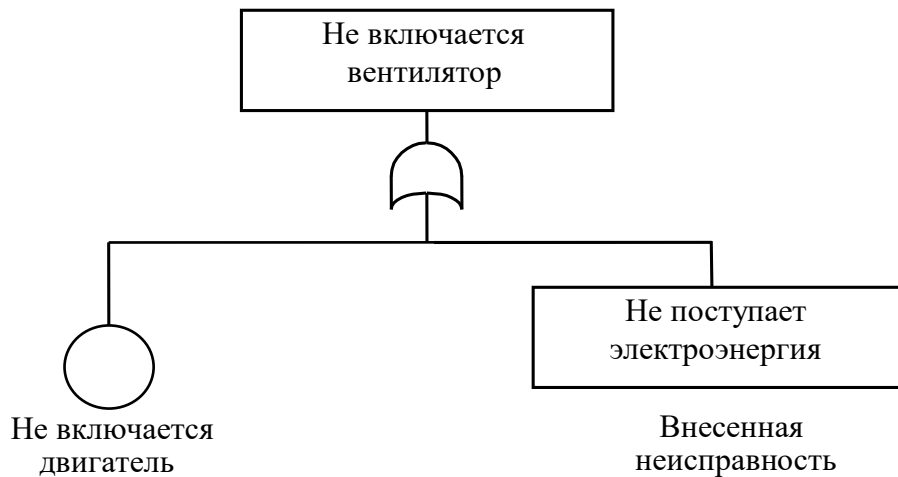 Не включается
вентилятор
Не поступает
электроэнергия
Не включается
двигатель
Внесенная
неисправность